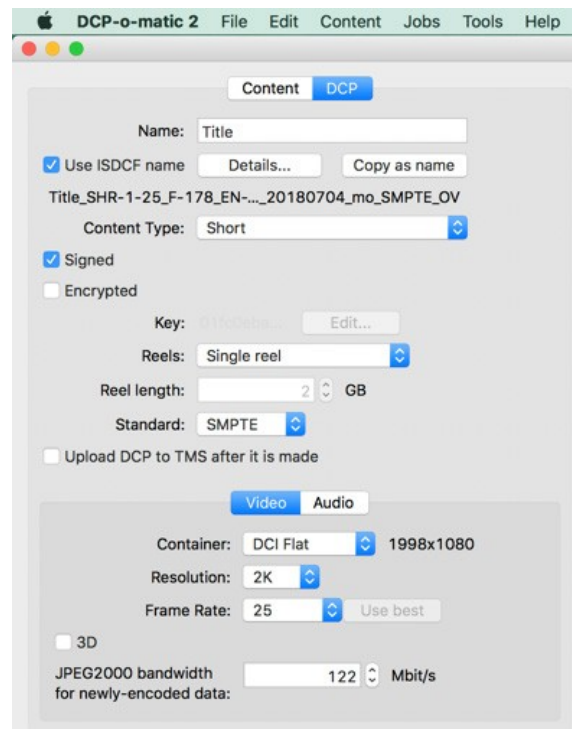 DCP-o-matic 2 File Edit Content Jobs Tools Help
Content DCP
Name: Title
Use ISDCF name Details... Copy as name
Title_SHR-1-25_F-178_EN-..._20180704_mo_SMPTE_OV
Content Type: Short
Signed
Encrypted
Key: Edit...
Reels: Single reel
Reel length: 2 GB
Standard: SMPTE
Upload DCP to TMS after it is made
Video Audio
Container: DCI Flat 1998x1080
Resolution: 2K
Frame Rate: 25 Use best
3D
JPEG2000 bandwidth
for newly-encoded data: 122 Mbit/s